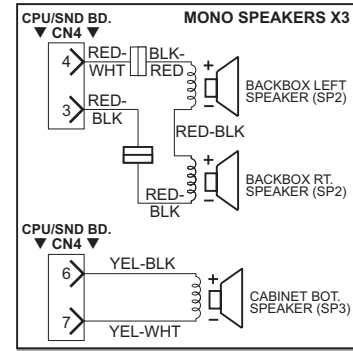 CPU/SND BD.
▼ CN4 ▼
MONO SPEAKERS X3
4
RED-
WHT
BLK-
RED
+
–
BACKBOX LEFT
SPEAKER (SP2)
3
RED-
BLK
RED-BLK
+
–
BACKBOX RT.
SPEAKER (SP2)
RED-
BLK
CPU/SND BD.
▼ CN4 ▼
6
YEL-BLK
+
–
CABINET BOT.
SPEAKER (SP3)
7
YEL-WHT